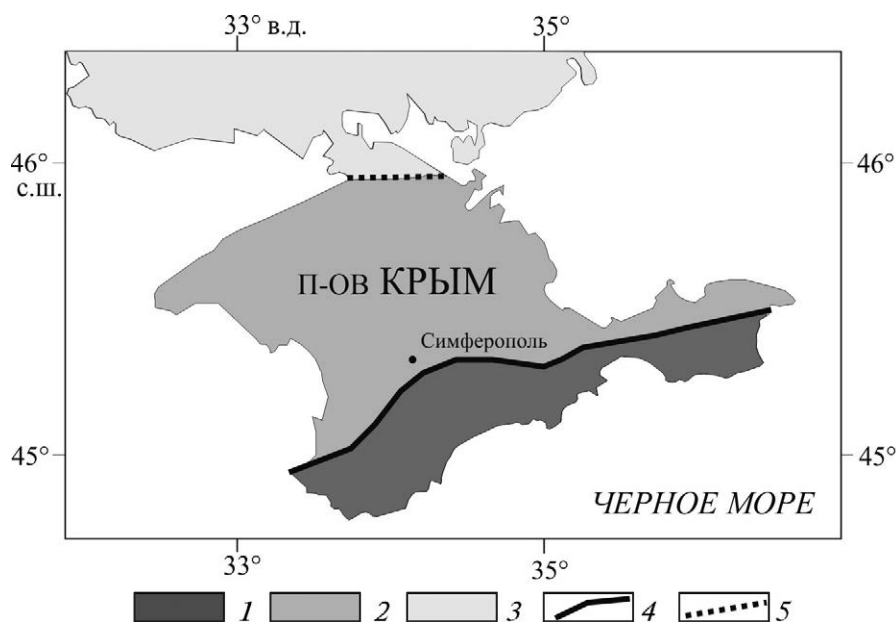 33° в.д.
35°
46°
с.ш.
46°
П-ОВ КРЫМ
Симферополь
45°
45°
ЧЕРНОЕ МОРЕ
33°
35°
1 2 3 4 5